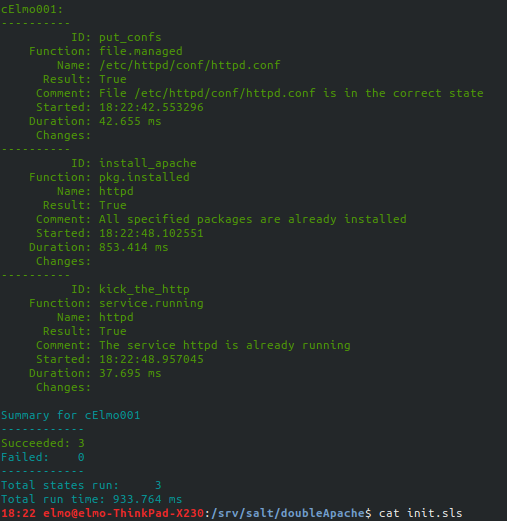 cElmo001:
----------
ID: put_confs
Function: file.managed
Name: /etc/httpd/conf/httpd.conf
Result: True
Comment: File /etc/httpd/conf/httpd.conf is in the correct state
Started: 18:22:42.553296
Duration: 42.655 ms
Changes:
----------
ID: install_apache
Function: pkg.installed
Name: httpd
Result: True
Comment: All specified packages are already installed
Started: 18:22:48.102551
Duration: 853.414 ms
Changes:
----------
ID: kick_the_http
Function: service.running
Name: httpd
Result: True
Comment: The service httpd is already running
Started: 18:22:48.957045
Duration: 37.695 ms
Changes:
Summary for cElmo001
------------
Succeeded: 3
Failed:    0
------------
Total states run:     3
Total run time: 933.764 ms
18:22 elmo@elmo-ThinkPad-X230:/srv/salt/doubleApache$ cat init.sls